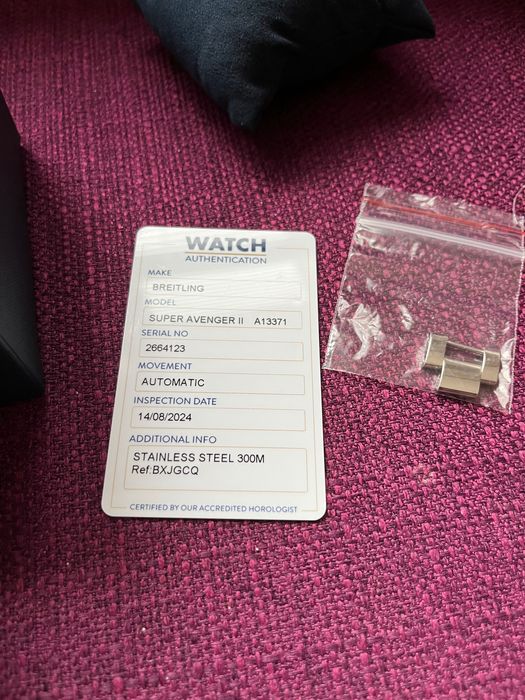 WATCH
AUTHENTICATION
MAKE
BREITLING
MODEL
SUPER AVENGER II A13371
SERIAL NO
2664123
MOVEMENT
AUTOMATIC
INSPECTION DATE
14/08/2024
ADDITIONAL INFO
STAINLESS STEEL 300M
Ref:BXJGCQ
CERTIFIED BY OUR ACCREDITED HOROLOGIST